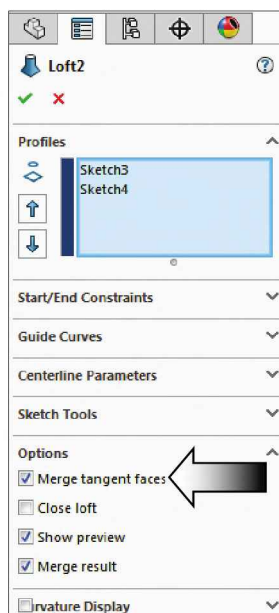 Loft2
Profiles
Sketch3
Sketch4
Start/End Constraints
Guide Curves
Centerline Parameters
Sketch Tools
Options
Merge tangent faces
Close loft
Show preview
Merge result
rvature Display